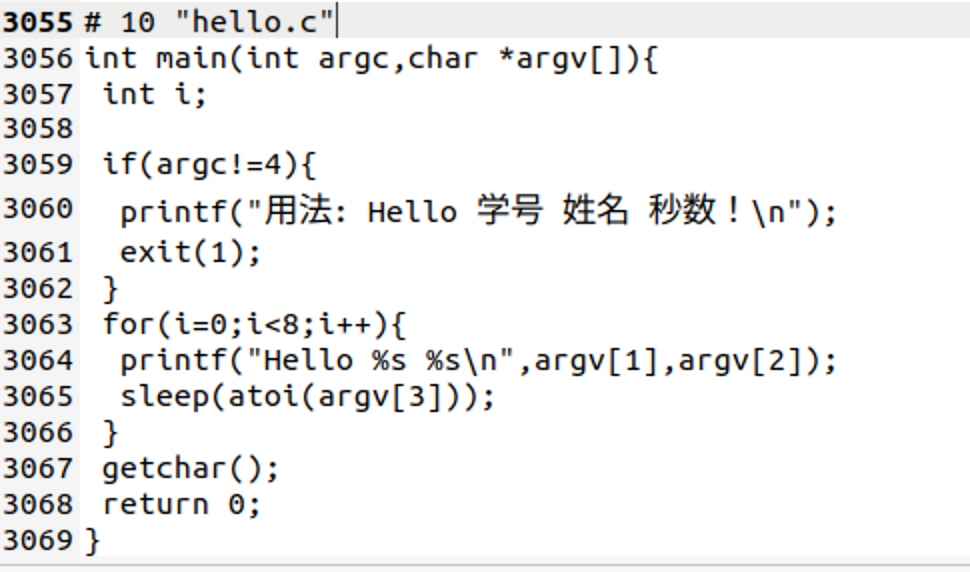 3055 # 10 "hello.c"
3056 int main(int argc,char *argv[]){
3057  int i;
3058
3059  if(argc!=4){
3060   printf("用法: Hello 学号 姓名 秒数！\n");
3061   exit(1);
3062  }
3063  for(i=0;i<8;i++){
3064   printf("Hello %s %s\n",argv[1],argv[2]);
3065   sleep(atoi(argv[3]));
3066  }
3067  getchar();
3068  return 0;
3069 }